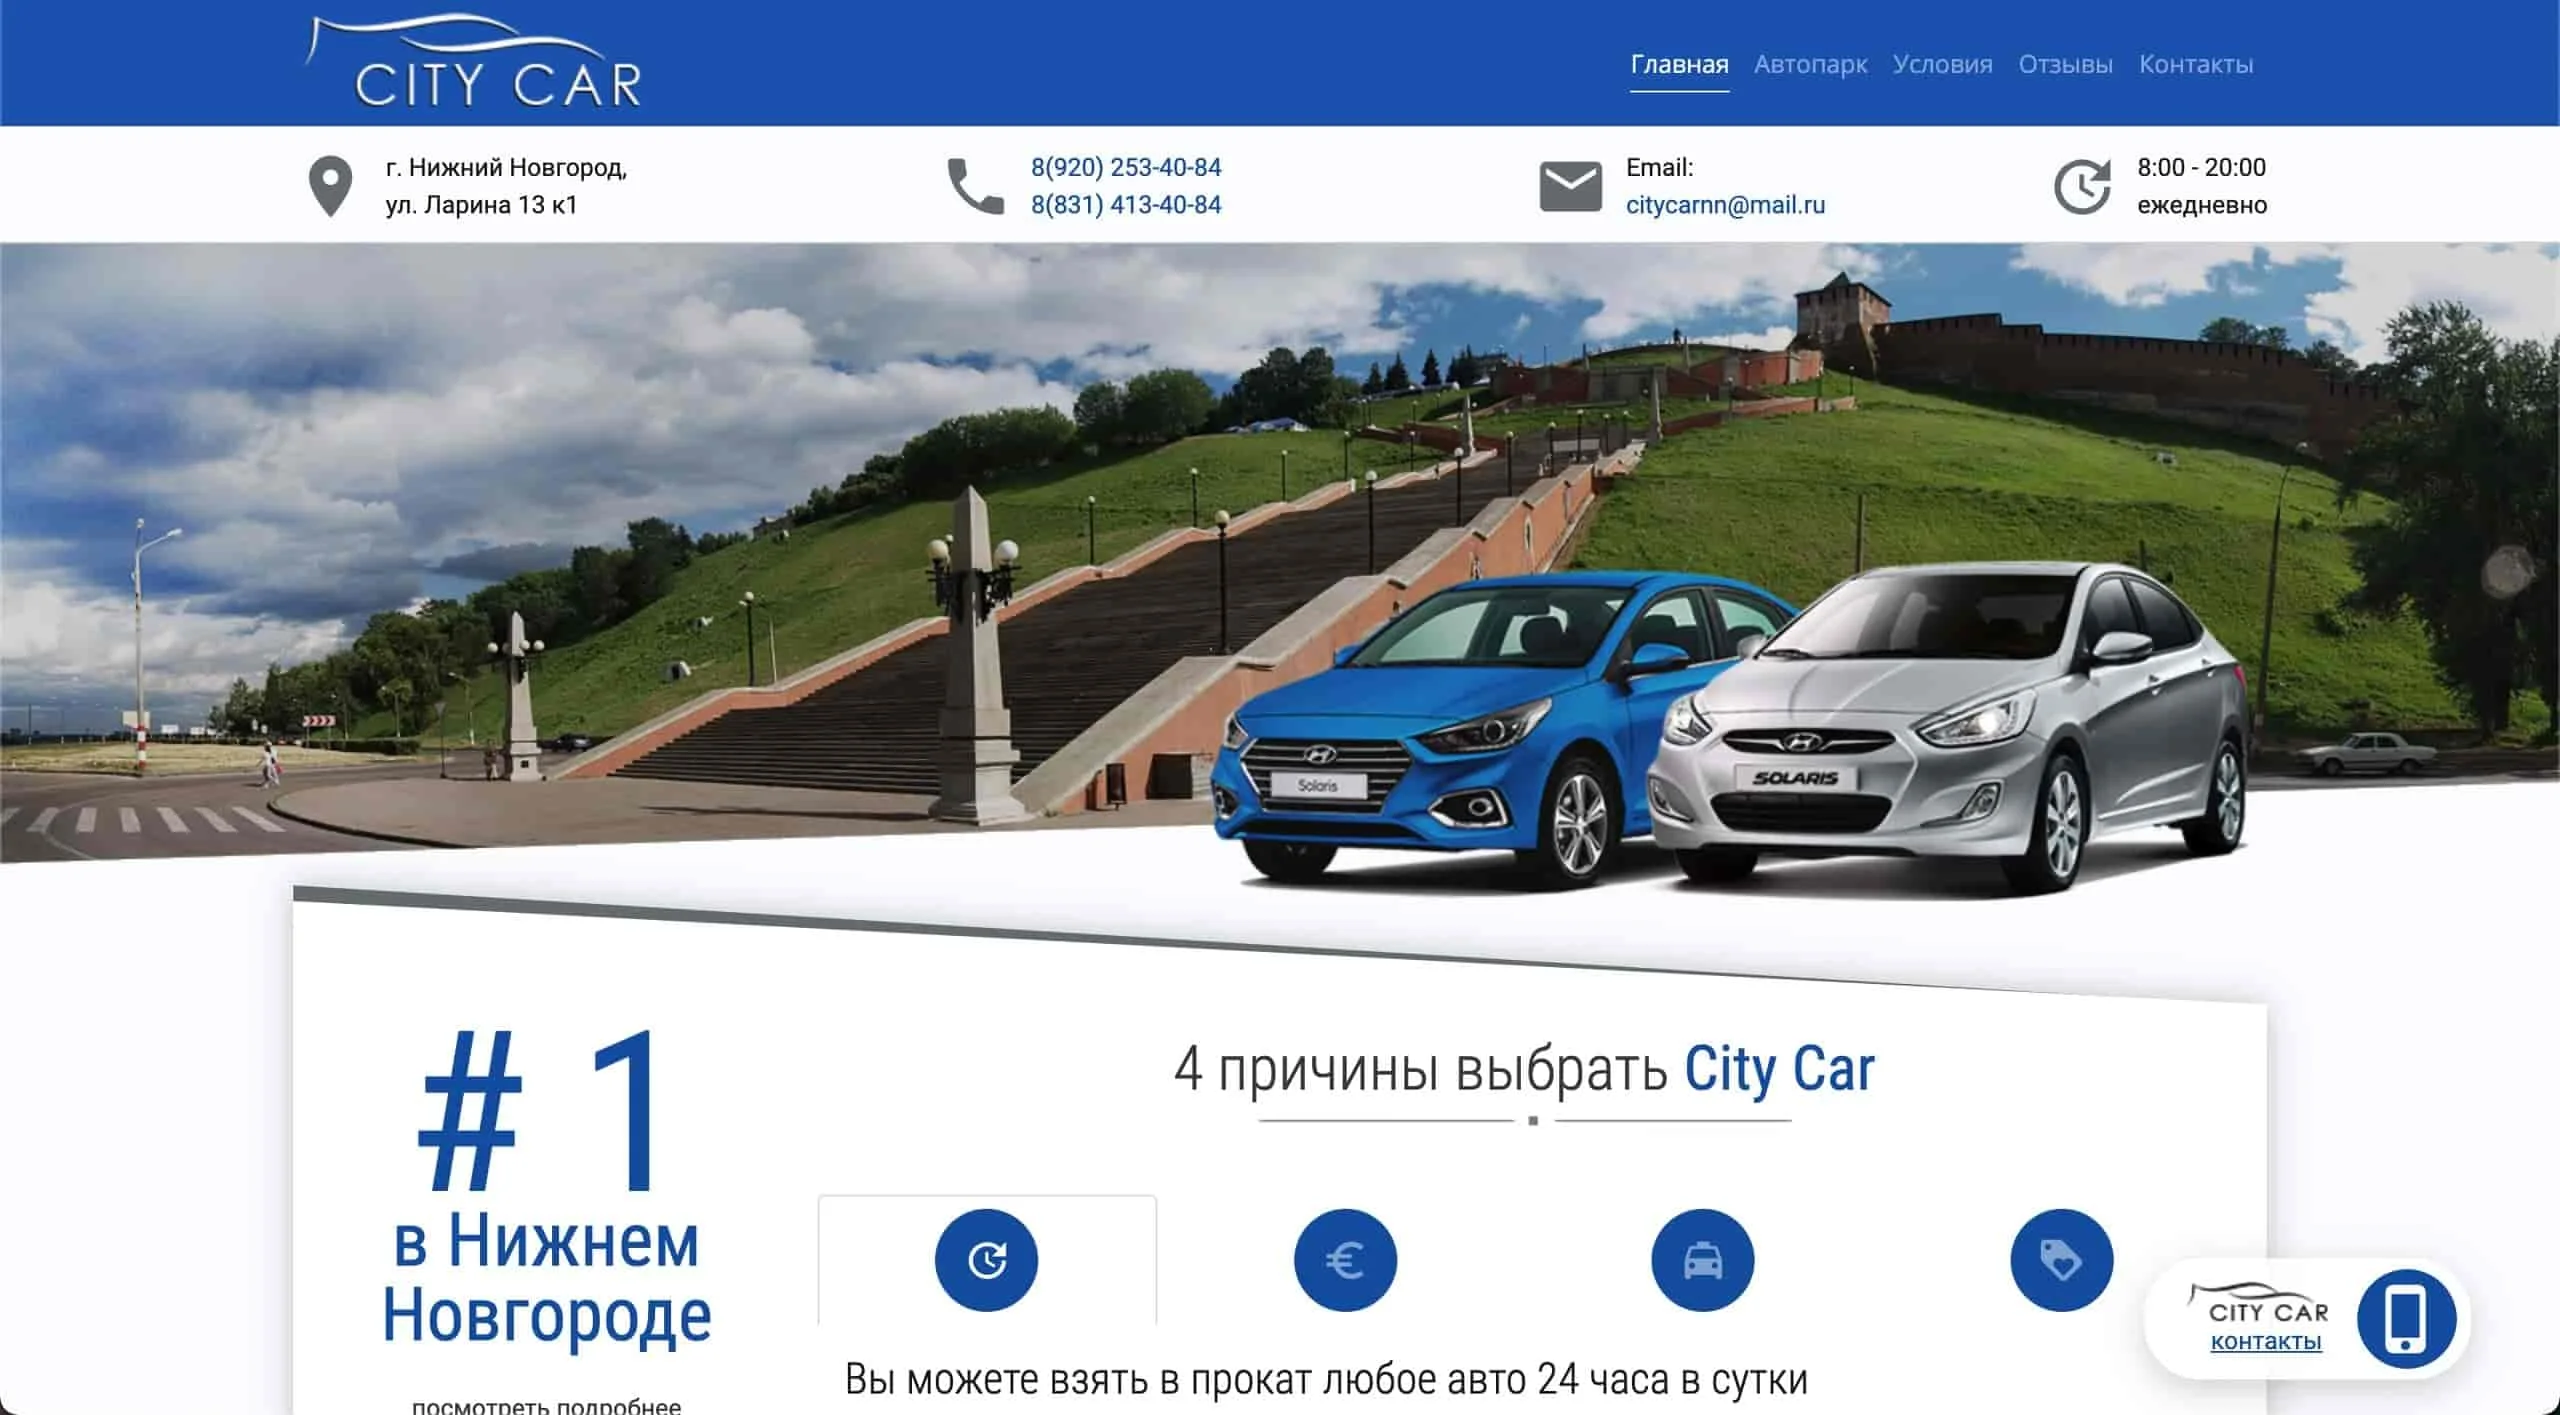 CITY CAR
Главная Автопарк Условия Отзывы Контакты
г. Нижний Новгород,
ул. Ларина 13 к1
8(920) 253-40-84
8(831) 413-40-84
Email:
citycarnn@mail.ru
8:00 - 20:00
ежедневно
Solaris
SOLARIS
# 1
в Нижнем
Новгороде
посмотреть подробнее
4 причины выбрать City Car
€
Вы можете взять в прокат любое авто 24 часа в сутки
CITY CAR
контакты